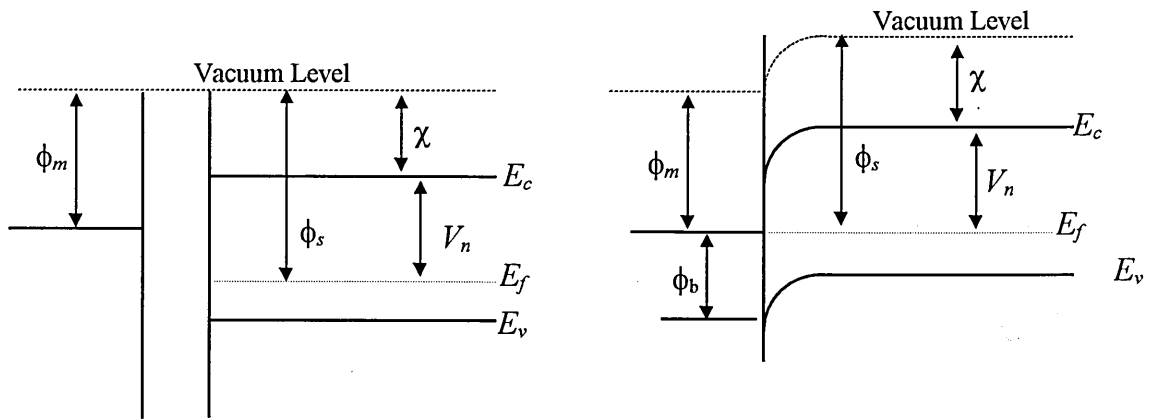 Vacuum Level
ϕm
χ
Ec
ϕs
Vn
Ef
Ev
Vacuum Level
χ
Ec
ϕm
ϕs
Vn
Ef
ϕb
Ev